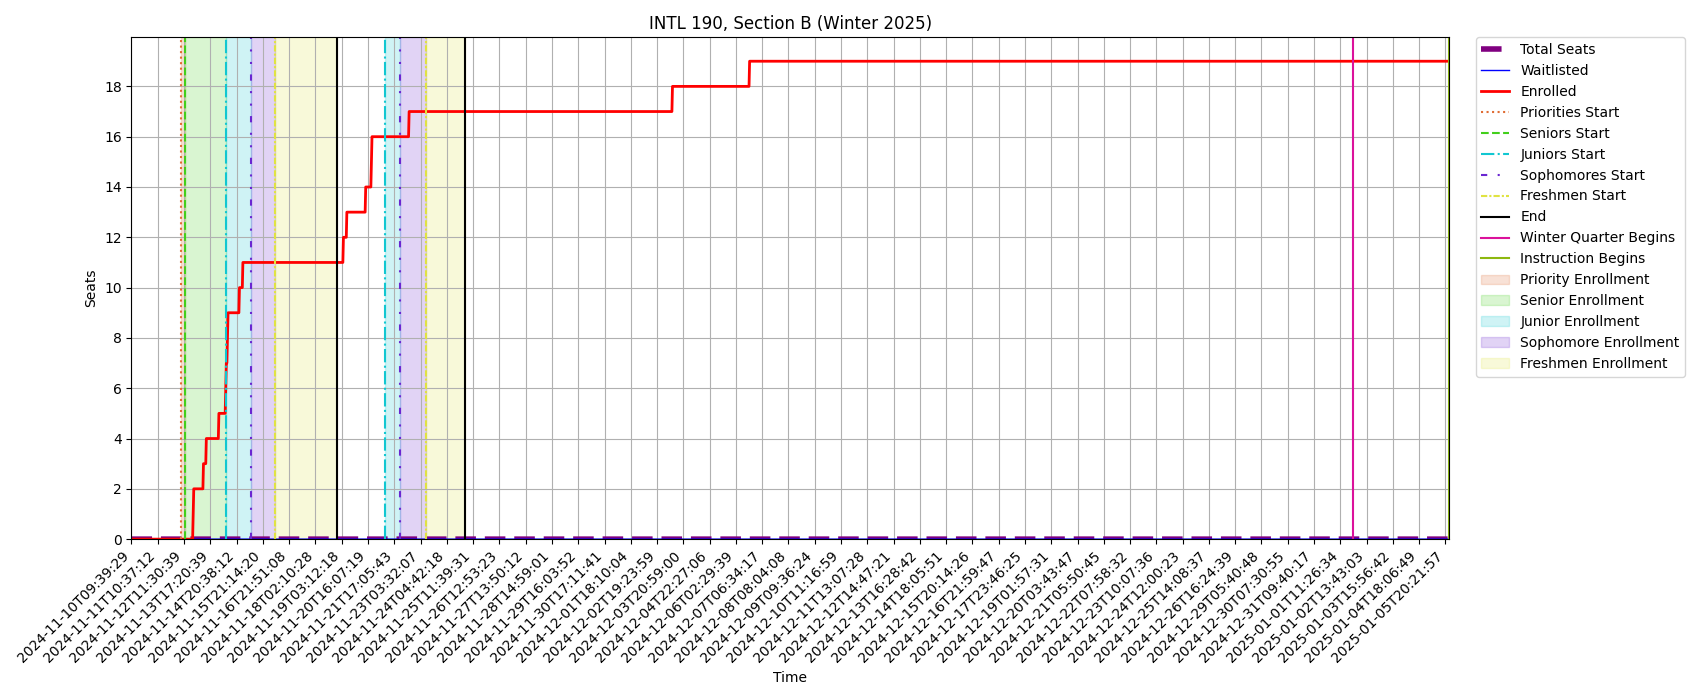 INTL 190, Section B (Winter 2025)
Seats
18
16
14
12
10
8
6
4
2
0
2024-11-10T09:39:29
2024-11-11T10:37:12
2024-11-12T11:30:39
2024-11-13T17:20:39
2024-11-14T20:38:12
2024-11-15T21:14:20
2024-11-16T21:51:08
2024-11-18T02:10:28
2024-11-19T03:12:18
2024-11-20T16:07:19
2024-11-21T17:05:43
2024-11-23T03:32:07
2024-11-24T04:42:18
2024-11-25T11:39:31
2024-11-26T12:53:23
2024-11-27T13:50:12
2024-11-28T14:59:01
2024-11-29T16:03:52
2024-11-30T17:11:41
2024-12-01T18:10:04
2024-12-02T19:23:59
2024-12-03T20:59:00
2024-12-04T22:27:06
2024-12-06T02:29:39
2024-12-07T06:34:17
2024-12-08T08:04:08
2024-12-09T09:36:24
2024-12-10T11:16:59
2024-12-11T13:07:28
2024-12-12T14:47:21
2024-12-13T16:28:42
2024-12-14T18:05:51
2024-12-15T20:14:26
2024-12-16T21:59:47
2024-12-17T23:46:25
2024-12-19T01:57:31
2024-12-20T03:43:47
2024-12-21T05:50:45
2024-12-22T07:58:32
2024-12-23T10:07:36
2024-12-24T12:00:23
2024-12-25T14:08:37
2024-12-26T16:24:39
2024-12-29T05:40:48
2024-12-30T07:30:55
2024-12-31T09:40:17
2025-01-01T11:26:34
2025-01-02T13:43:03
2025-01-03T15:56:42
2025-01-04T18:06:49
2025-01-05T20:21:57
Time
Total Seats
Waitlisted
Enrolled
Priorities Start
Seniors Start
Juniors Start
Sophomores Start
Freshmen Start
End
Winter Quarter Begins
Instruction Begins
Priority Enrollment
Senior Enrollment
Junior Enrollment
Sophomore Enrollment
Freshmen Enrollment